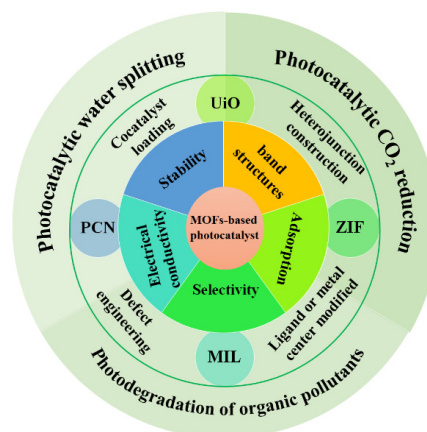 Photocatalytic water splitting
Photocatalytic CO₂ reduction
Photodegradation of organic pollutants
UiO
ZIF
MIL
PCN
Cocatalyst
loading
Heterojunction
construction
Ligand or metal
center modified
Defect
engineering
Stability
band
structures
Adsorption
Selectivity
Electrical
conductivity
MOFs-based
photocatalyst